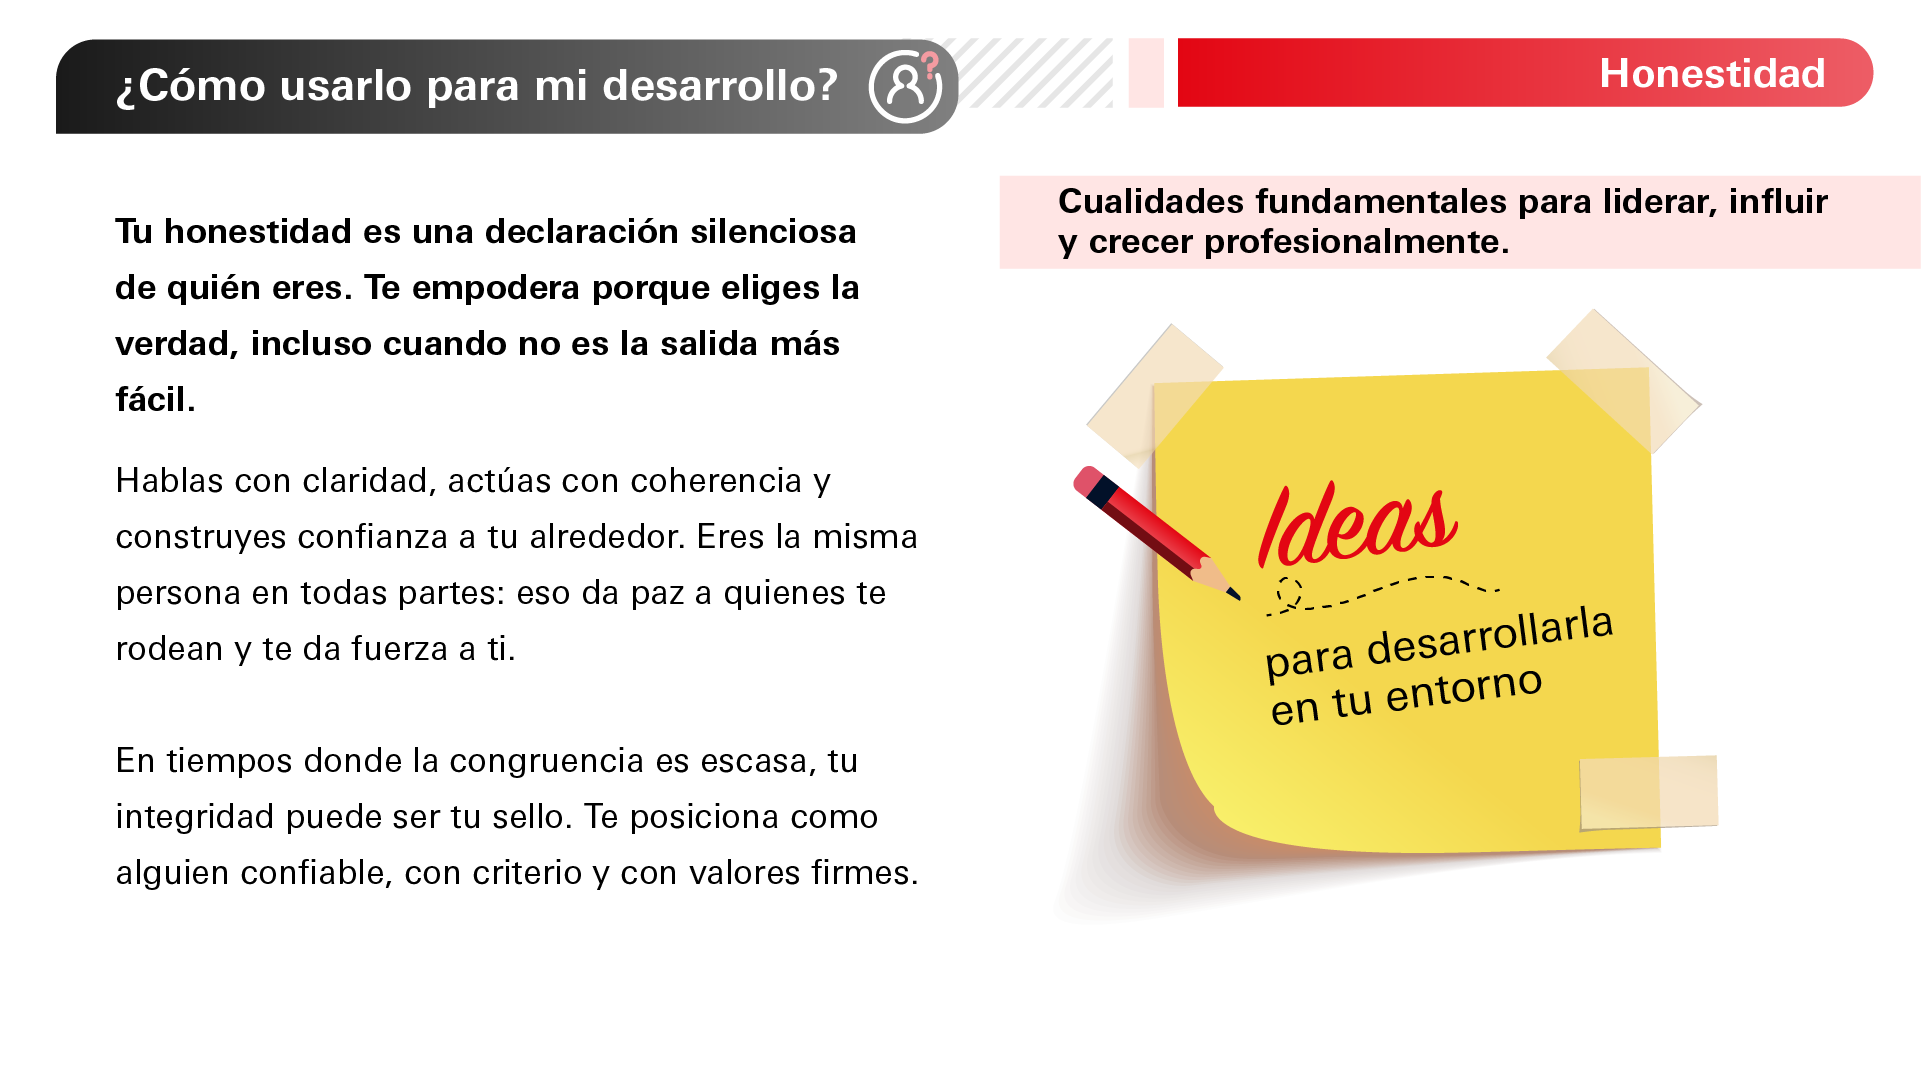 ¿Cómo usarlo para mi desarrollo?
Honestidad
Tu honestidad es una declaración silenciosa
de quién eres. Te empodera porque eliges la
verdad, incluso cuando no es la salida más
fácil.
Hablas con claridad, actúas con coherencia y
construyes confianza a tu alrededor. Eres la misma
persona en todas partes: eso da paz a quienes te
rodean y te da fuerza a ti.
En tiempos donde la congruencia es escasa, tu
integridad puede ser tu sello. Te posiciona como
alguien confiable, con criterio y con valores firmes.
Cualidades fundamentales para liderar, influir
y crecer profesionalmente.
Ideas
para desarrollarla
en tu entorno